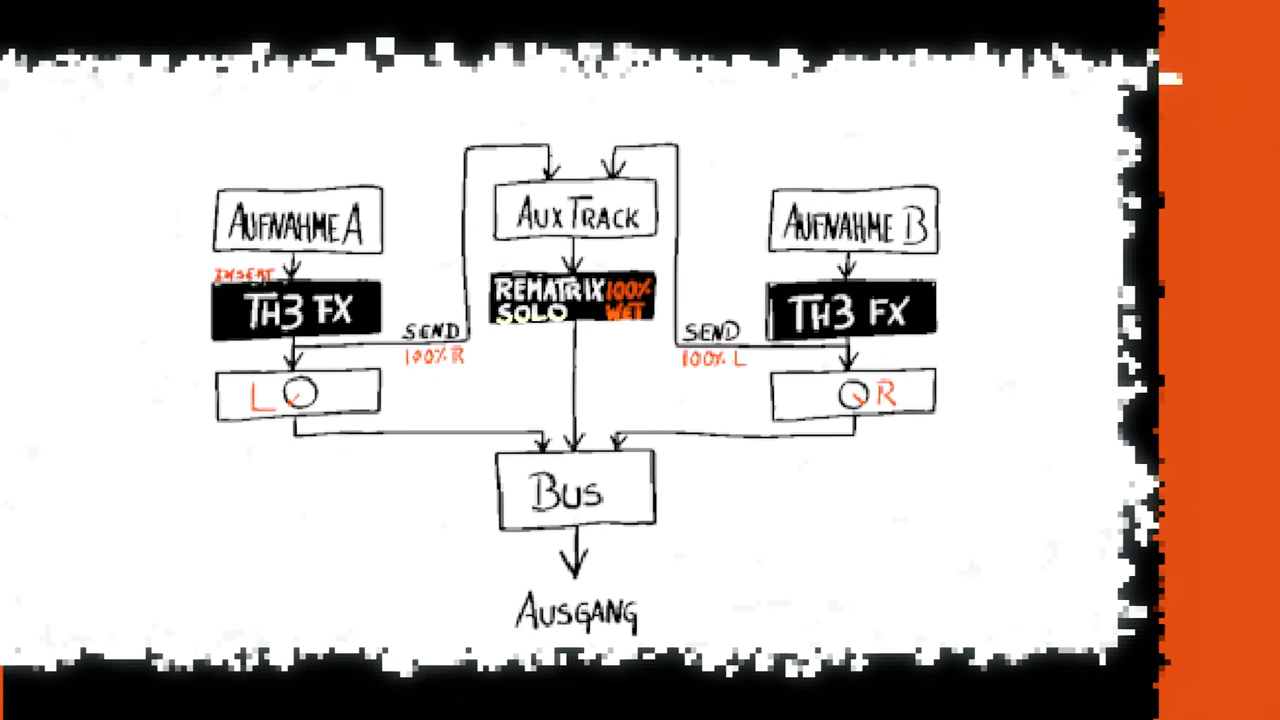 AUFNAHME A
INSERT
TH3 FX
L
SEND
100% R
AUX TRACK
REMATRIX
SOLO
100%
WET
SEND
100% L
AUFNAHME B
TH3 FX
R
BUS
AUSGANG